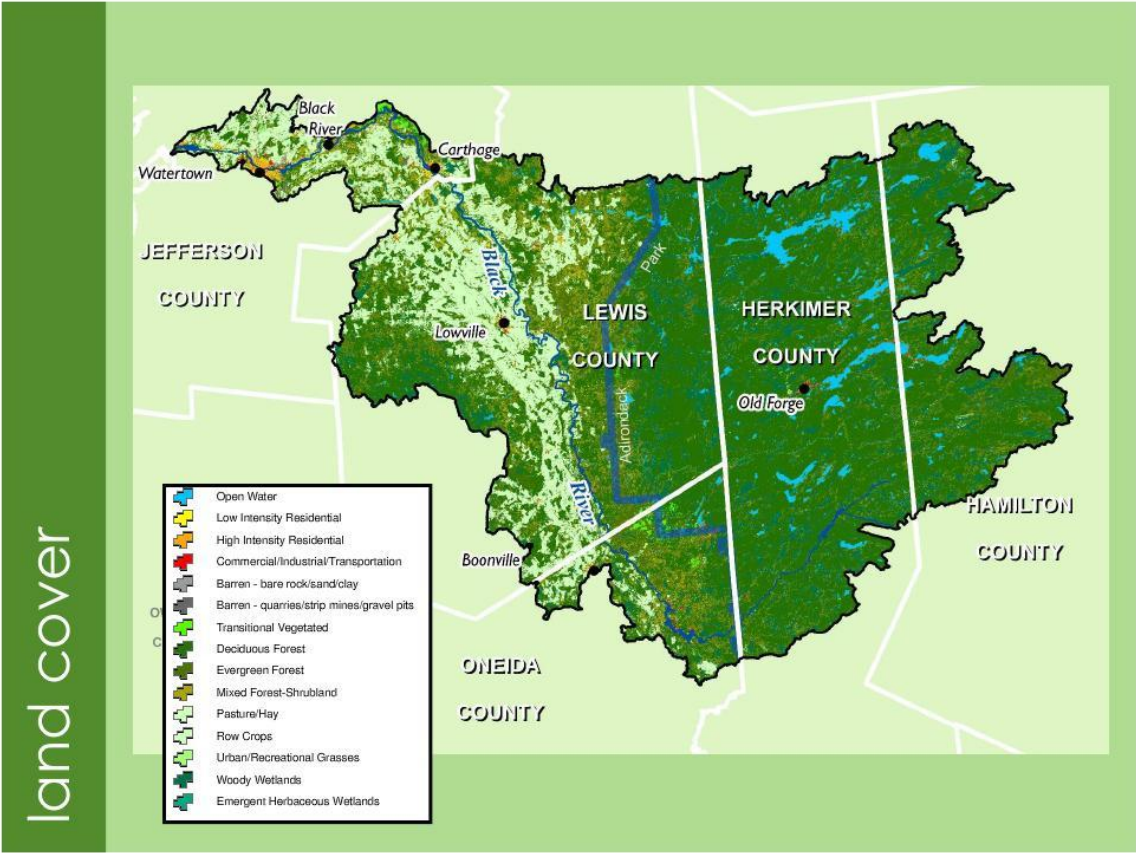 land cover
Black
River
Carthage
Watertown
JEFFERSON
COUNTY
Black
Park
LEWIS
COUNTY
HERKIMER
COUNTY
Lowville
Old Forge
Adirondack
River
HAMILTON
COUNTY
Boonville
ONEIDA
COUNTY
Open Water
Low Intensity Residential
High Intensity Residential
Commercial/Industrial/Transportation
Barren - bare rock/sand/clay
Barren - quarries/strip mines/gravel pits
Transitional Vegetated
Deciduous Forest
Evergreen Forest
Mixed Forest-Shrubland
Pasture/Hay
Row Crops
Urban/Recreational Grasses
Woody Wetlands
Emergent Herbaceous Wetlands